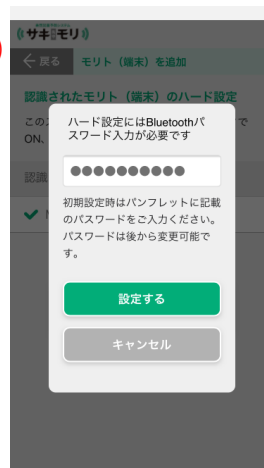 サキモリ
← 戻る モリト（端末）を追加
認識されたモリト（端末）のハード設定
ON、
ハード設定にはBluetoothパ
スワード入力が必要です
●●●●●●●●●●
初期設定時はパンフレットに記載
のパスワードをご入力ください。
パスワードは後から変更可能で
す。
設定する
キャンセル